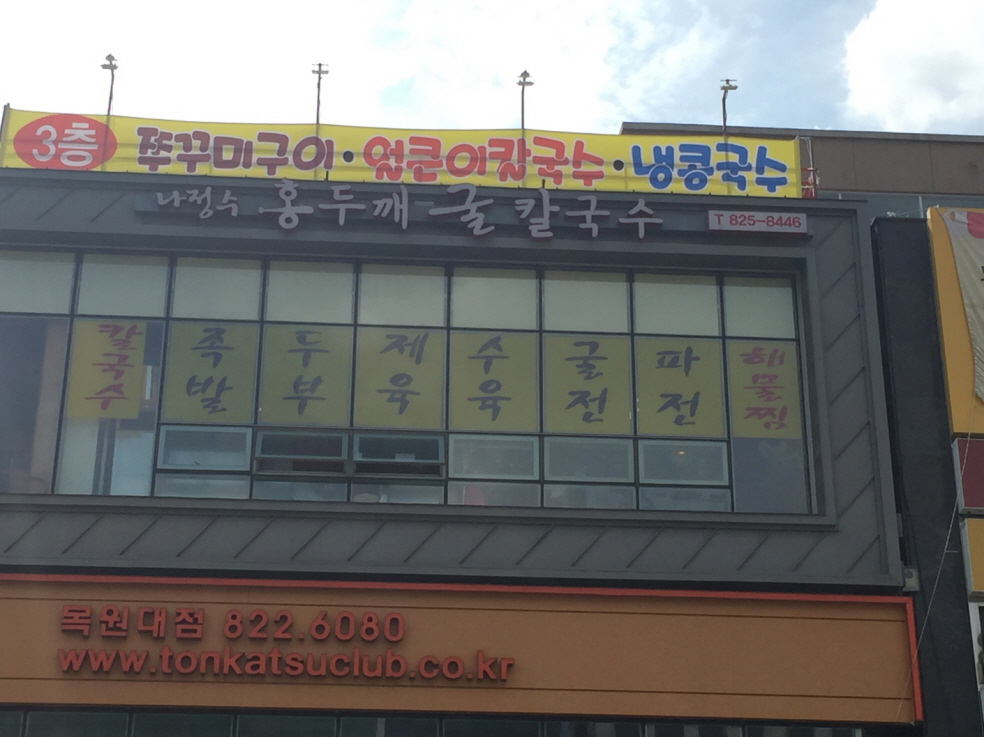 3층 쭈꾸미구이·얼큰이칼국수·냉콩국수
나정수 홍두깨 굴 칼국수 T 825-8446
칼국수 족발 두부 제육 수육 굴전 파전 해물찜
목원대점 822.6080
www.tonkatsuclub.co.kr